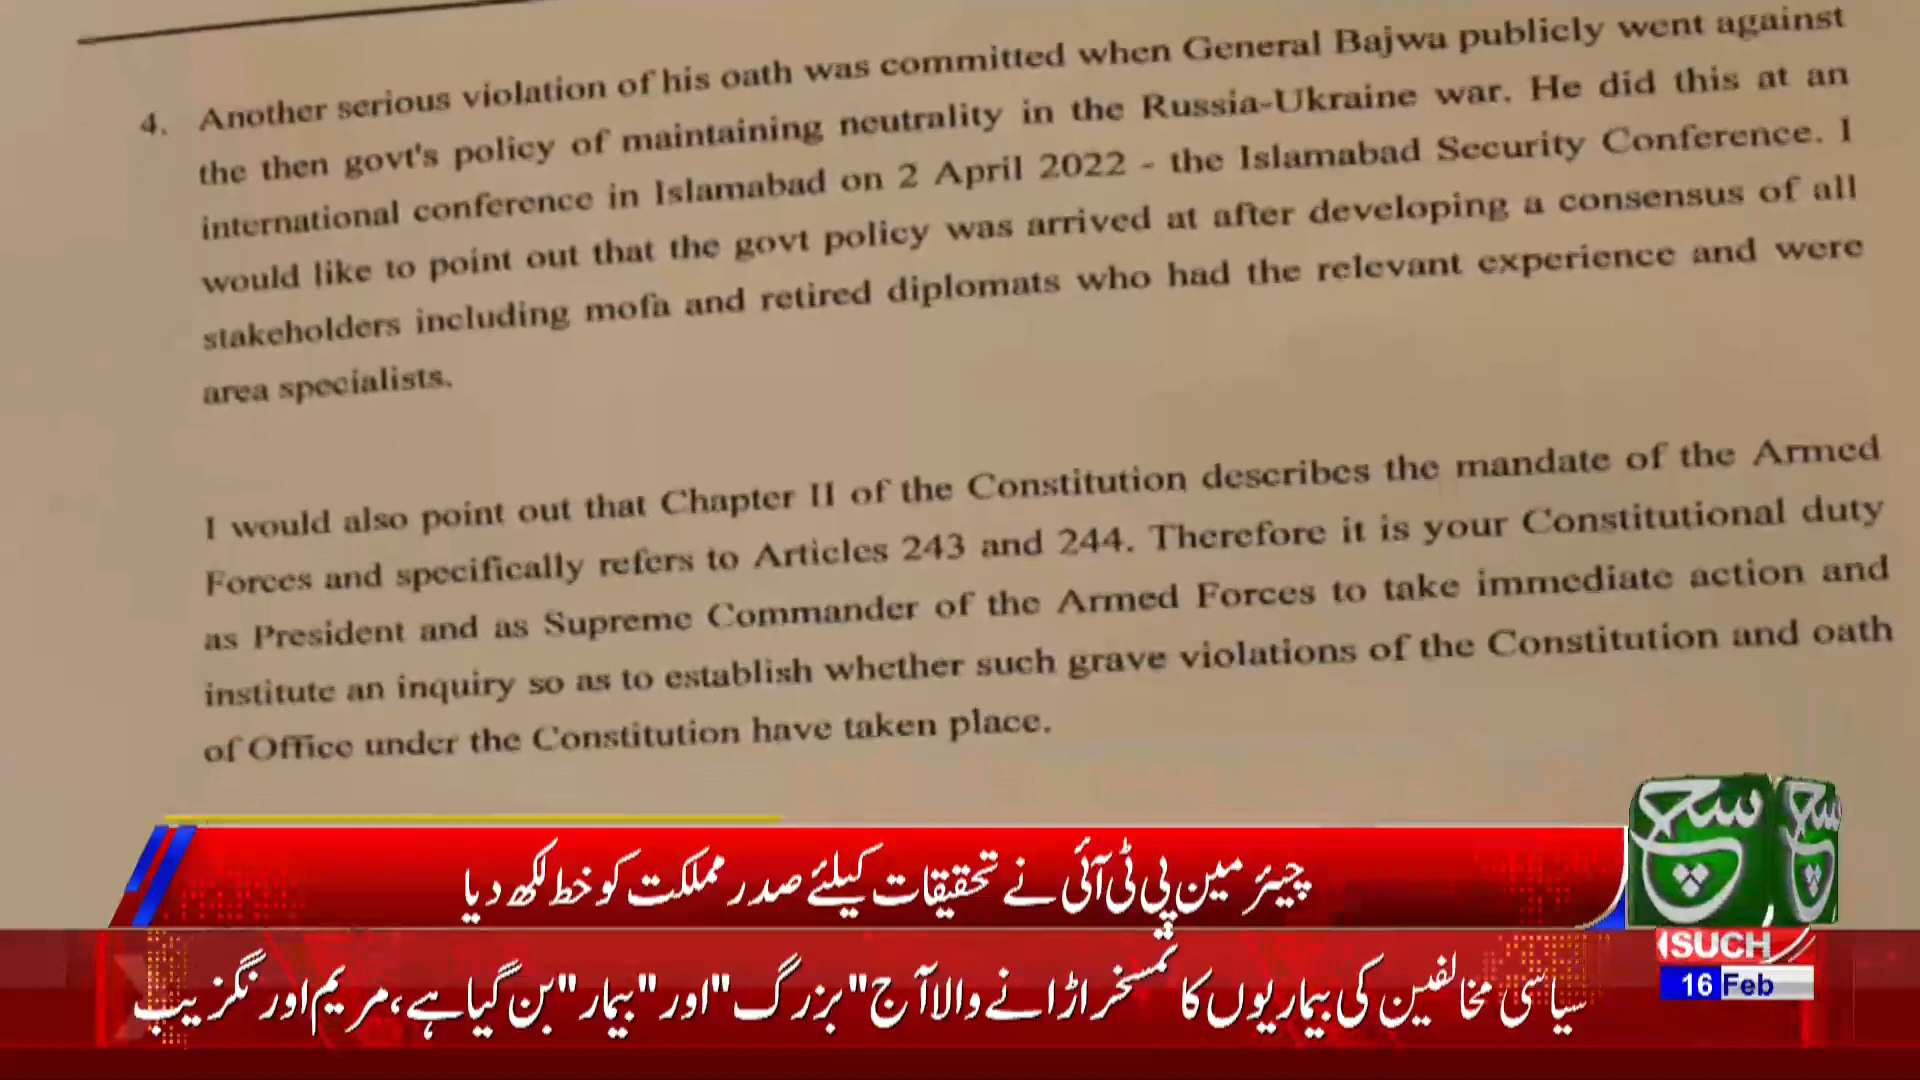 4. Another serious violation of his oath was committed when General Bajwa publicly went against
the then govt's policy of maintaining neutrality in the Russia-Ukraine war. He did this at an
international conference in Islamabad on 2 April 2022 - the Islamabad Security Conference. I
would like to point out that the govt policy was arrived at after developing a consensus of all
stakeholders including mofa and retired diplomats who had the relevant experience and were
area specialists.
I would also point out that Chapter II of the Constitution describes the mandate of the Armed
Forces and specifically refers to Articles 243 and 244. Therefore it is your Constitutional duty
as President and as Supreme Commander of the Armed Forces to take immediate action and
institute an inquiry so as to establish whether such grave violations of the Constitution and oath
of Office under the Constitution have taken place.
چیئرمین پی ٹی آئی نے تحقیقات کیلئے صدر مملکت کو خط لکھ دیا
سچ سچ
SUCH
16 Feb
سیاسی مخالفین کی بیماریوں کا تمسخر اڑانے والا آج "بزرگ" اور "بیمار" بن گیا ہے، مریم اورنگزیب